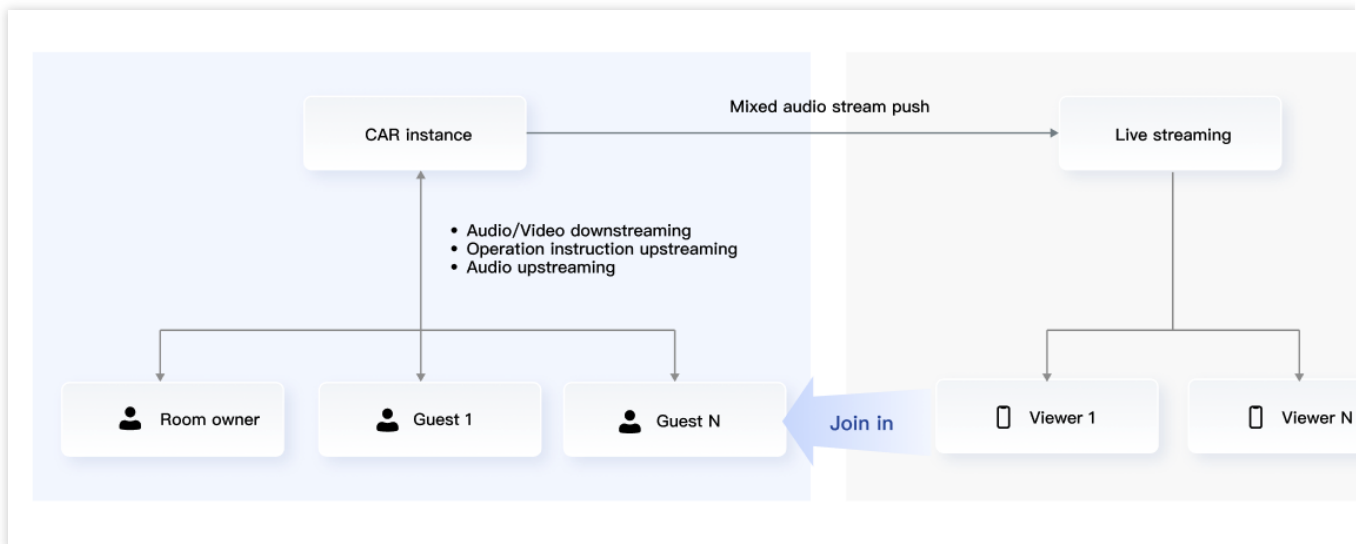 Mixed audio stream push
CAR instance
Live streaming
• Audio/Video downstreaming
• Operation instruction upstreaming
• Audio upstreaming
Room owner
Guest 1
Guest N
Join in
Viewer 1
Viewer N